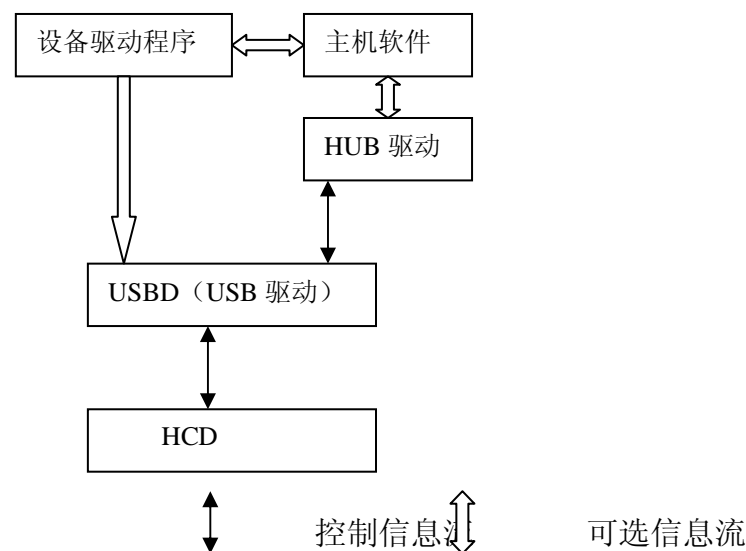 设备驱动程序
主机软件
HUB 驱动
USBD（USB 驱动）
HCD
控制信息流
可选信息流